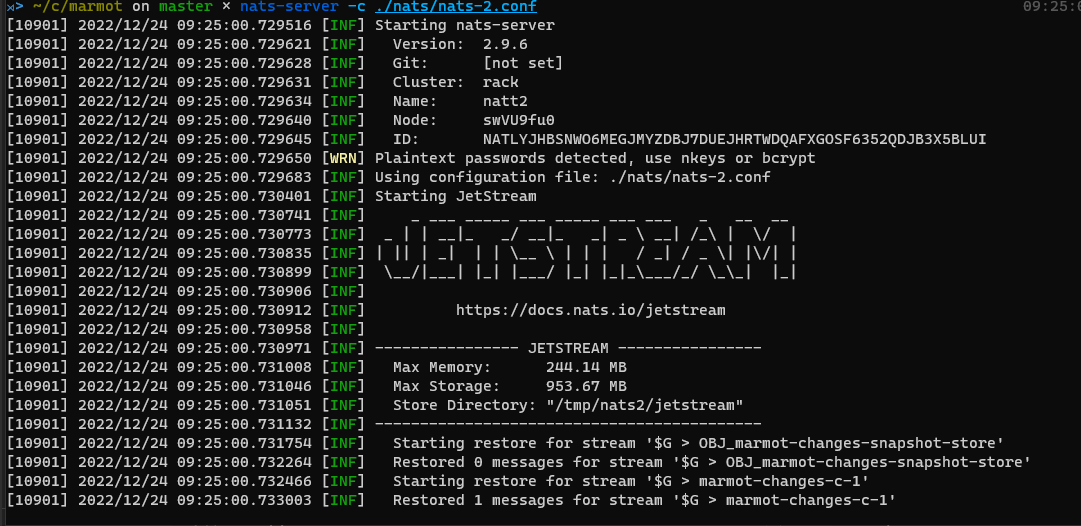 ⋊> ~/c/marmot on master × nats-server -c ./nats/nats-2.conf 09:25:0
[10901] 2022/12/24 09:25:00.729516 [INF] Starting nats-server
[10901] 2022/12/24 09:25:00.729621 [INF]   Version:  2.9.6
[10901] 2022/12/24 09:25:00.729628 [INF]   Git:      [not set]
[10901] 2022/12/24 09:25:00.729631 [INF]   Cluster:  rack
[10901] 2022/12/24 09:25:00.729634 [INF]   Name:     natt2
[10901] 2022/12/24 09:25:00.729640 [INF]   Node:     swVU9fu0
[10901] 2022/12/24 09:25:00.729645 [INF]   ID:       NATLYJHBSNWO6MEGJMYZDBJ7DUEJHRTWDQAFXGOSF6352QDJB3X5BLUI
[10901] 2022/12/24 09:25:00.729650 [WRN] Plaintext passwords detected, use nkeys or bcrypt
[10901] 2022/12/24 09:25:00.729683 [INF] Using configuration file: ./nats/nats-2.conf
[10901] 2022/12/24 09:25:00.730401 [INF] Starting JetStream
[10901] 2022/12/24 09:25:00.730741 [INF]     _ ___ _____ ___ _____ ___ ___   _   __  __
[10901] 2022/12/24 09:25:00.730773 [INF]  _ | | __|_   _/ __|_   _| _ \ __| /_\ |  \/  |
[10901] 2022/12/24 09:25:00.730835 [INF] | || | _|  | | \__ \ | | |   / _| / _ \| |\/| |
[10901] 2022/12/24 09:25:00.730899 [INF]  \__/|___| |_| |___/ |_| |_|_\___/_/ \_\_|  |_|
[10901] 2022/12/24 09:25:00.730906 [INF]
[10901] 2022/12/24 09:25:00.730912 [INF]          https://docs.nats.io/jetstream
[10901] 2022/12/24 09:25:00.730958 [INF]
[10901] 2022/12/24 09:25:00.730971 [INF] ---------------- JETSTREAM ----------------
[10901] 2022/12/24 09:25:00.731008 [INF]   Max Memory:      244.14 MB
[10901] 2022/12/24 09:25:00.731046 [INF]   Max Storage:     953.67 MB
[10901] 2022/12/24 09:25:00.731051 [INF]   Store Directory: "/tmp/nats2/jetstream"
[10901] 2022/12/24 09:25:00.731132 [INF] -------------------------------------------
[10901] 2022/12/24 09:25:00.731754 [INF]   Starting restore for stream '$G > OBJ_marmot-changes-snapshot-store'
[10901] 2022/12/24 09:25:00.732264 [INF]   Restored 0 messages for stream '$G > OBJ_marmot-changes-snapshot-store'
[10901] 2022/12/24 09:25:00.732466 [INF]   Starting restore for stream '$G > marmot-changes-c-1'
[10901] 2022/12/24 09:25:00.733003 [INF]   Restored 1 messages for stream '$G > marmot-changes-c-1'